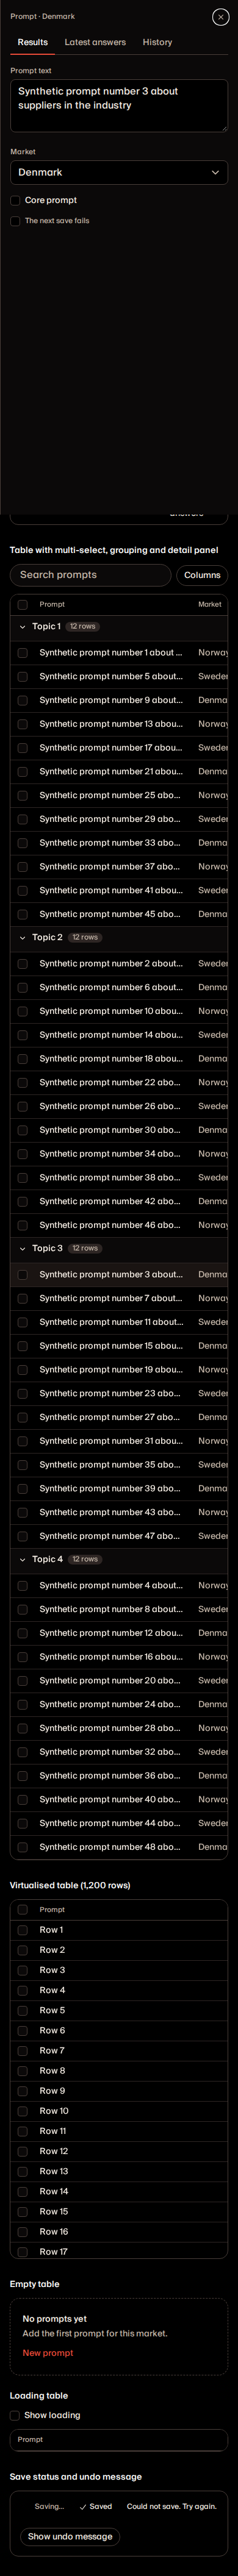 Prompt · Denmark
Results Latest answers History
Prompt text
Synthetic prompt number 3 about
suppliers in the industry
Market
Denmark
Core prompt
The next save fails
Table with multi-select, grouping and detail panel
Search prompts Columns
Prompt Market
Topic 1 12 rows
Synthetic prompt number 1 about ... Norway
Synthetic prompt number 5 about... Sweden
Synthetic prompt number 9 about... Denma
Synthetic prompt number 13 abou... Norway
Synthetic prompt number 17 abou... Sweden
Synthetic prompt number 21 abou... Denma
Synthetic prompt number 25 abo... Norway
Synthetic prompt number 29 abo... Sweden
Synthetic prompt number 33 abo... Denma
Synthetic prompt number 37 abo... Norway
Synthetic prompt number 41 abou... Sweden
Synthetic prompt number 45 abo... Denma
Topic 2 12 rows
Synthetic prompt number 2 about... Sweden
Synthetic prompt number 6 about... Denma
Synthetic prompt number 10 abou... Norway
Synthetic prompt number 14 abou... Sweden
Synthetic prompt number 18 abou... Denma
Synthetic prompt number 22 abo... Norway
Synthetic prompt number 26 abo... Sweden
Synthetic prompt number 30 abo... Denma
Synthetic prompt number 34 abo... Norway
Synthetic prompt number 38 abo... Sweden
Synthetic prompt number 42 abo... Denma
Synthetic prompt number 46 abo... Norway
Topic 3 12 rows
Synthetic prompt number 3 about... Denma
Synthetic prompt number 7 about... Norway
Synthetic prompt number 11 about... Sweden
Synthetic prompt number 15 abou... Denma
Synthetic prompt number 19 abou... Norway
Synthetic prompt number 23 abo... Sweden
Synthetic prompt number 27 abo... Denma
Synthetic prompt number 31 abou... Norway
Synthetic prompt number 35 abo... Sweden
Synthetic prompt number 39 abo... Denma
Synthetic prompt number 43 abo... Norway
Synthetic prompt number 47 abo... Sweden
Topic 4 12 rows
Synthetic prompt number 4 about... Norway
Synthetic prompt number 8 about... Sweden
Synthetic prompt number 12 abou... Denma
Synthetic prompt number 16 abou... Norway
Synthetic prompt number 20 abo... Sweden
Synthetic prompt number 24 abo... Denma
Synthetic prompt number 28 abo... Norway
Synthetic prompt number 32 abo... Sweden
Synthetic prompt number 36 abo... Denma
Synthetic prompt number 40 abo... Norway
Synthetic prompt number 44 abo... Sweden
Synthetic prompt number 48 abo... Denma
Virtualised table (1,200 rows)
Prompt
Row 1
Row 2
Row 3
Row 4
Row 5
Row 6
Row 7
Row 8
Row 9
Row 10
Row 11
Row 12
Row 13
Row 14
Row 15
Row 16
Row 17
Empty table
No prompts yet
Add the first prompt for this market.
New prompt
Loading table
Show loading
Prompt
Save status and undo message
Saving... Saved Could not save. Try again.
Show undo message